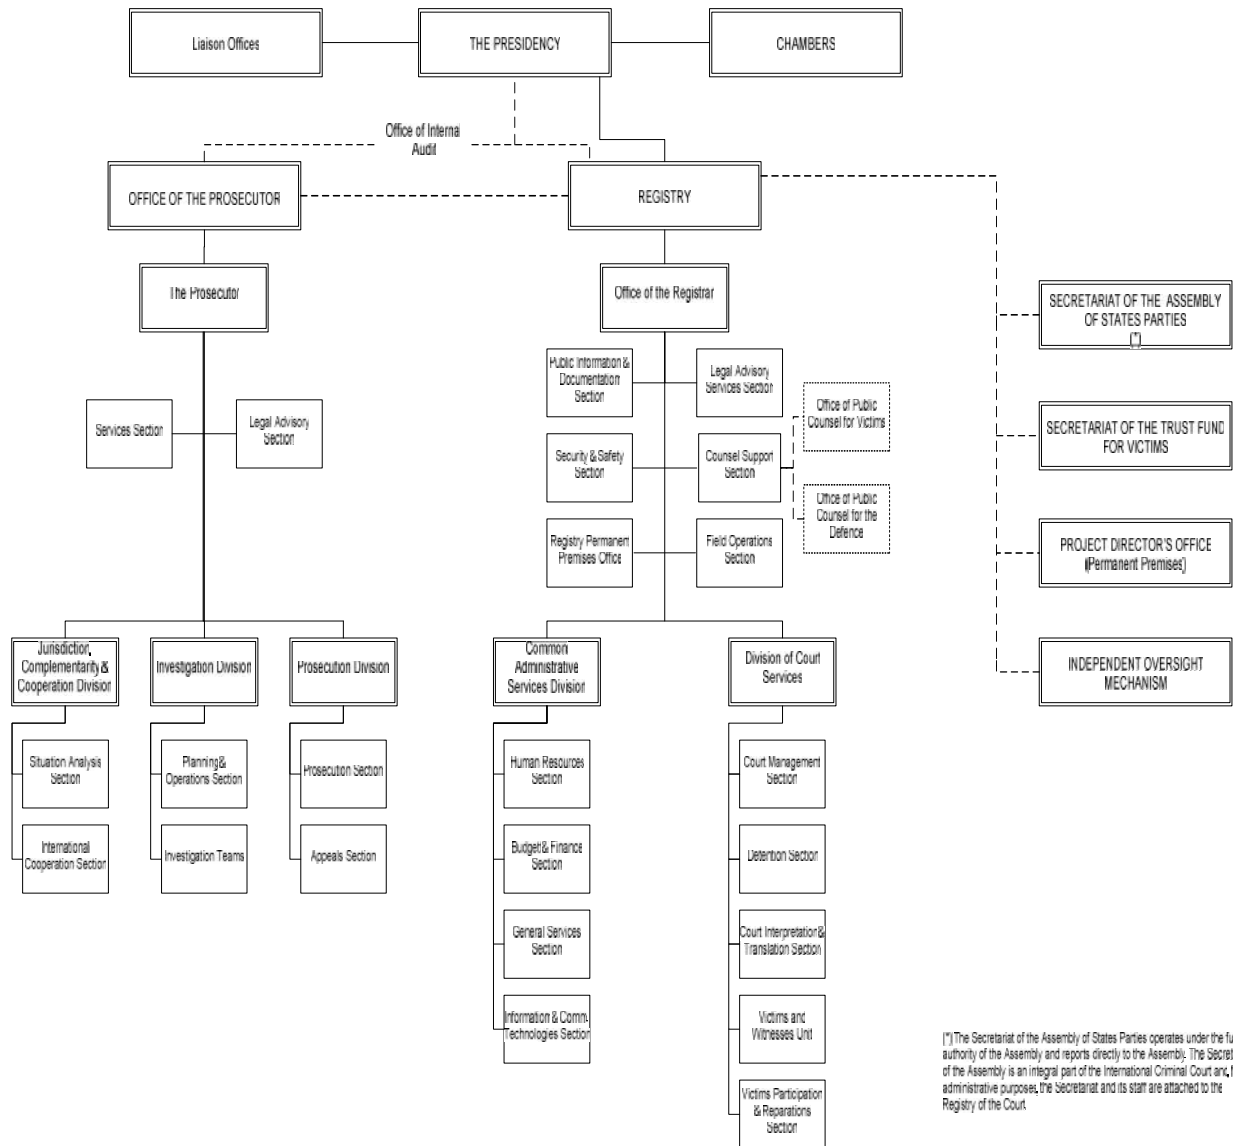 Liaison Offices
THE PRESIDENCY
CHAMBERS
Office of Internal
Audit
OFFICE OF THE PROSECUTOR
REGISTRY
The Prosecutor
Office of the Registrar
SECRETARIAT OF THE ASSEMBLY
OF STATES PARTIES
Public Information &
Documentation
Section
Legal Advisory
Services Section
Office of Public
Counsel for Victims
Services Section
Legal Advisory
Section
SECRETARIAT OF THE TRUST FUND
FOR VICTIMS
Security & Safety
Section
Counsel Support
Section
Office of Public
Counsel for the
Defence
Registry Permanent
Premises Office
Field Operations
Section
PROJECT DIRECTOR'S OFFICE
(Permanent Premises)
Jurisdiction,
Complementarity &
Cooperation Division
Investigation Division
Prosecution Division
Common
Administrative
Services Division
Division of Court
Services
INDEPENDENT OVERSIGHT
MECHANISM
Situation Analysis
Section
Planning &
Operations Section
Prosecution Section
Human Resources
Section
Court Management
Section
International
Cooperation Section
Investigation Teams
Appeals Section
Budget & Finance
Section
Detention Section
General Services
Section
Court Interpretation &
Translation Section
Information & Comm.
Technologies Section
Victims and
Witnesses Unit
Victims Participation
& Reparations
Section
(*) The Secretariat of the Assembly of States Parties operates under the fu
authority of the Assembly and reports directly to the Assembly. The Secret
of the Assembly is an integral part of the International Criminal Court and, f
administrative purposes, the Secretariat and its staff are attached to the
Registry of the Court.